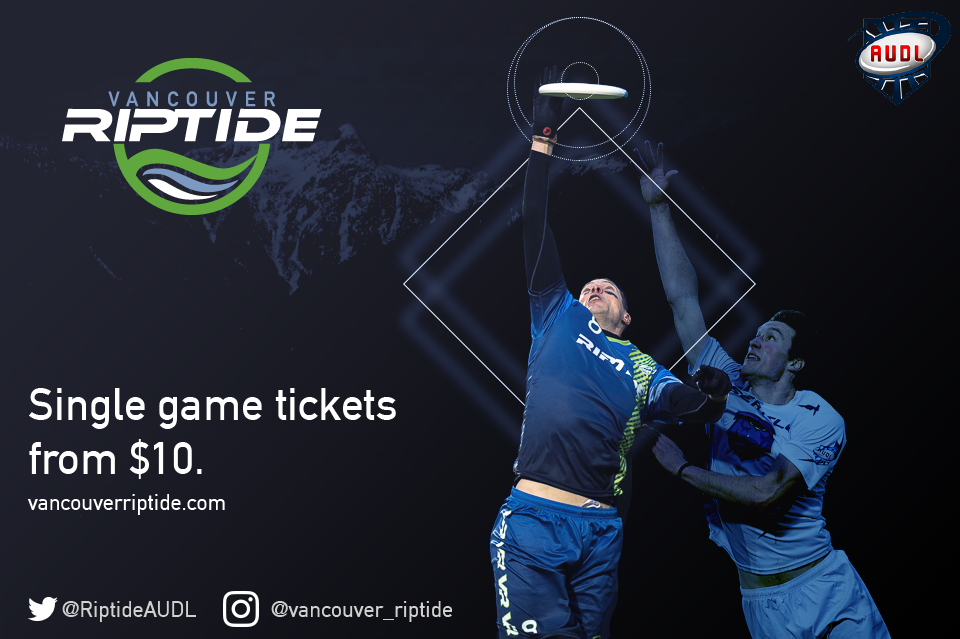 VANCOUVER
RIPTIDE
AUDL
Single game tickets
from $10.
vancouverriptide.com
@RiptideAUDL
@vancouver_riptide